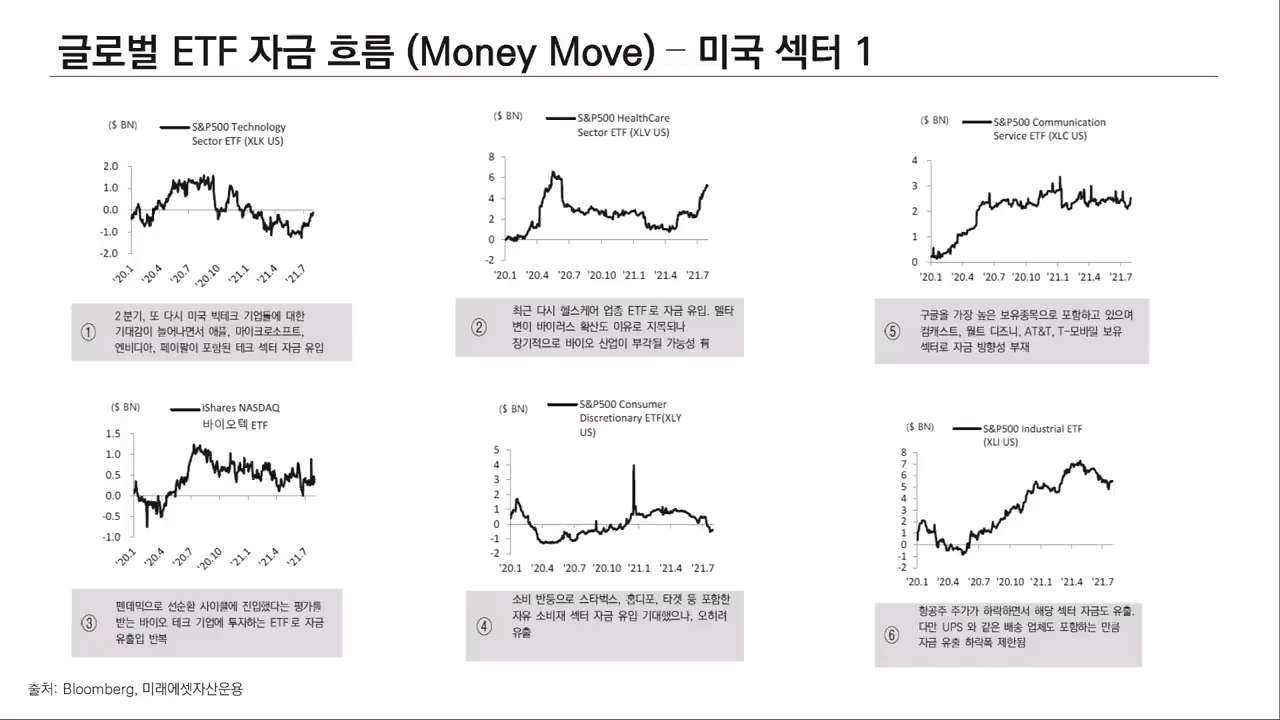 글로벌 ETF 자금 흐름 (Money Move) – 미국 섹터 1
($ BN)
S&P500 Technology
Sector ETF (XLK US)
2.0
1.0
0.0
-1.0
-2.0
'20.1
'20.4
'20.7
'20.10
'21.1
'21.4
'21.7
① 2분기, 또 다시 미국 빅테크 기업들에 대한
기대감이 늘어나면서 애플, 마이크로소프트,
엔비디아, 페이팔이 포함된 테크 섹터 자금 유입
($ BN)
S&P500 HealthCare
Sector ETF (XLV US)
8
6
4
2
0
-2
'20.1
'20.4
'20.7
'20.10
'21.1
'21.4
'21.7
② 최근 다시 헬스케어 업종 ETF로 자금 유입. 델타
변이 바이러스 확산도 이유로 지목되나
장기적으로 바이오 산업이 부각될 가능성 有
($ BN)
S&P500 Communication
Service ETF (XLC US)
4
3
2
1
0
'20.1
'20.4
'20.7
'20.10
'21.1
'21.4
'21.7
⑤ 구글을 가장 높은 보유종목으로 포함하고 있으며
컴캐스트, 월트 디즈니, AT&T, T-모바일 보유
섹터로 자금 방향성 부재
($ BN)
iShares NASDAQ
바이오텍 ETF
1.5
1.0
0.5
0.0
-0.5
-1.0
'20.1
'20.4
'20.7
'20.10
'21.1
'21.4
'21.7
③ 펜데믹으로 선순환 사이클에 진입했다는 평가를
받는 바이오 테크 기업에 투자하는 ETF로 자금
유출입 반복
($ BN)
S&P500 Consumer
Discretionary ETF(XLY
US)
5
4
3
2
1
0
-1
-2
'20.1
'20.4
'20.7
'20.10
'21.1
'21.4
'21.7
④ 소비 반등으로 스타벅스, 홈디포, 타겟 등 포함한
자유 소비재 섹터 자금 유입 기대했으나, 오히려
유출
($ BN)
S&P500 Industrial ETF
(XLI US)
8
7
6
5
4
3
2
1
0
-1
-2
'20.1
'20.4
'20.7
'20.10
'21.1
'21.4
'21.7
⑥ 항공주 주가가 하락하면서 해당 섹터 자금도 유출.
다만 UPS 와 같은 배송 업체도 포함하는 만큼
자금 유출 하락폭 제한됨
출처: Bloomberg, 미래에셋자산운용